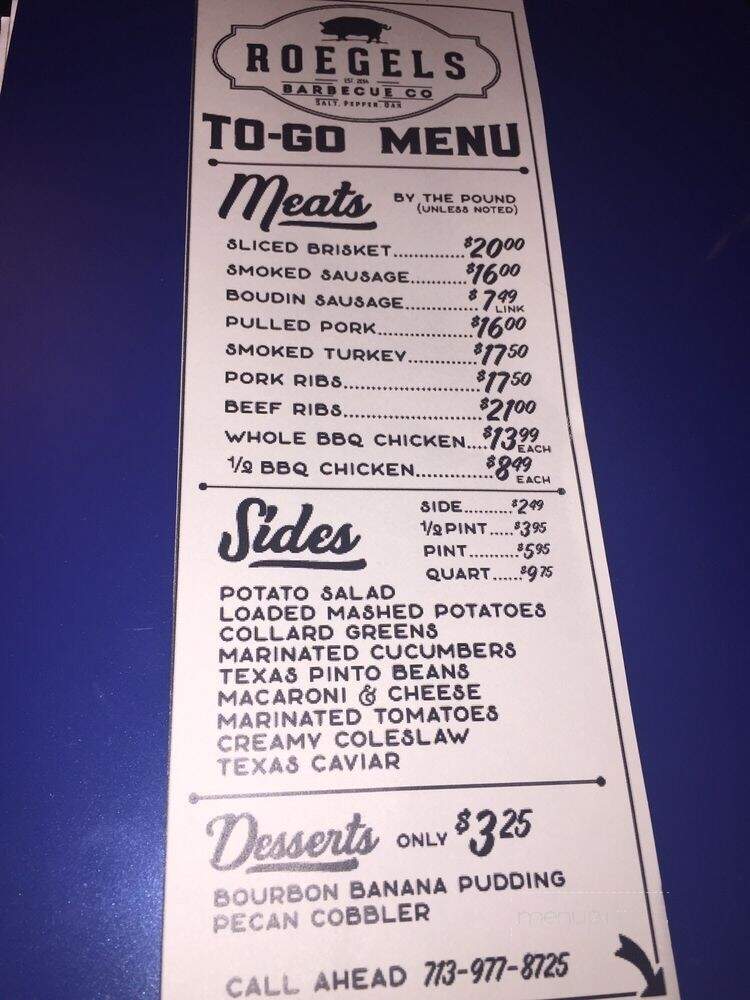 ROEGELS
EST. 2014
BARBECUE CO
SALT, PEPPER, OAK
TO-GO MENU
Meats BY THE POUND
(UNLESS NOTED)
SLICED BRISKET..............$20.00
SMOKED SAUSAGE...........$16.00
BOUDIN SAUSAGE.............$7.49 LINK
PULLED PORK...................$16.00
SMOKED TURKEY.............$17.50
PORK RIBS.........................$17.50
BEEF RIBS.........................$21.00
WHOLE BBQ CHICKEN....$13.99 EACH
1/2 BBQ CHICKEN...............$8.49 EACH
Sides
SIDE..........$2.49
1/2 PINT.....$3.95
PINT..........$5.95
QUART......$9.75
POTATO SALAD
LOADED MASHED POTATOES
COLLARD GREENS
MARINATED CUCUMBERS
TEXAS PINTO BEANS
MACARONI & CHEESE
MARINATED TOMATOES
CREAMY COLESLAW
TEXAS CAVIAR
Desserts ONLY $3.25
BOURBON BANANA PUDDING
PECAN COBBLER
CALL AHEAD 713-977-8725